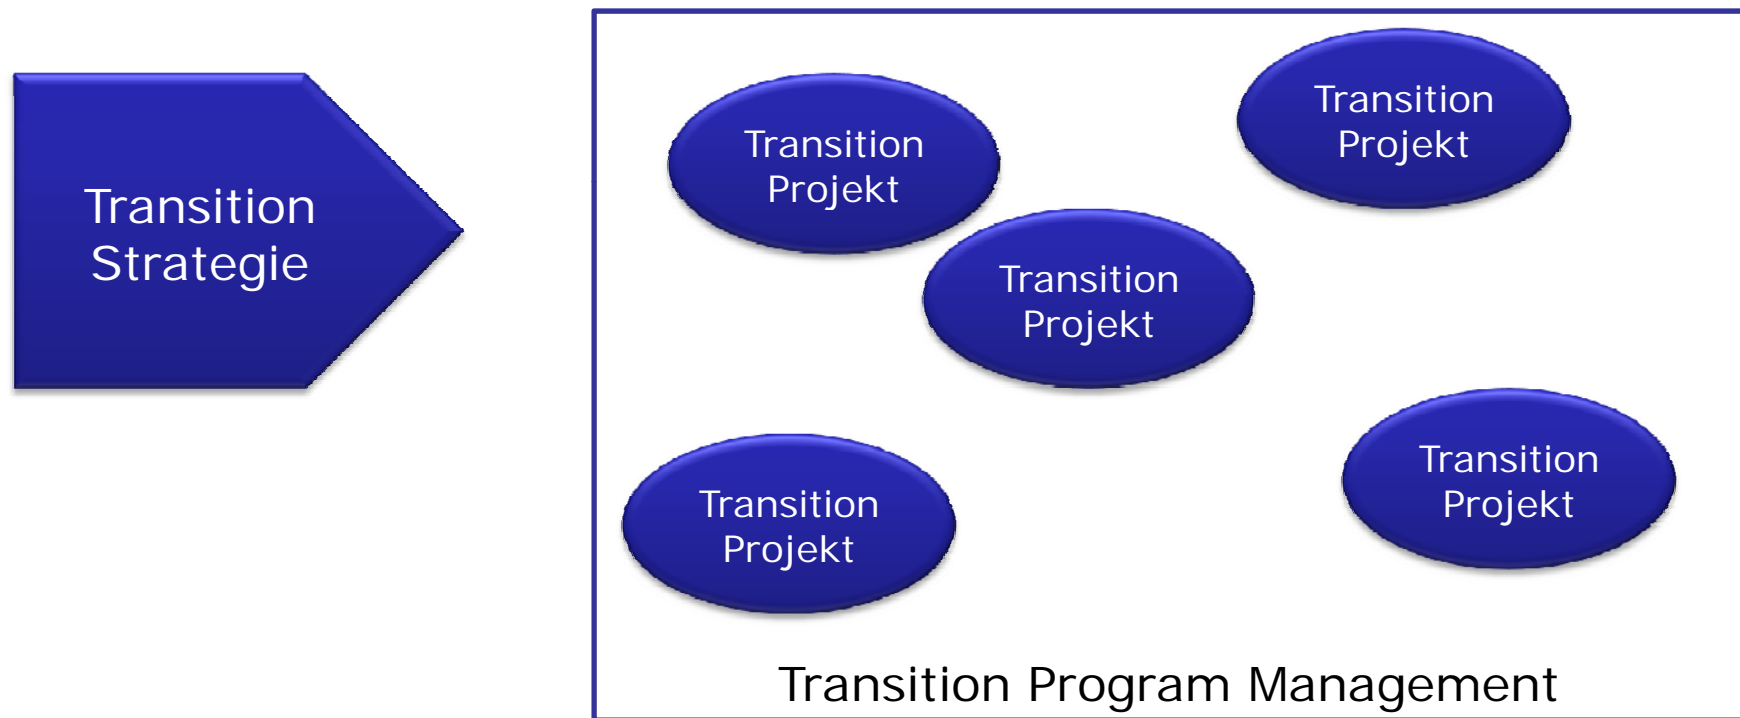 Transition
Strategie
Transition
Projekt
Transition
Projekt
Transition
Projekt
Transition
Projekt
Transition
Projekt
Transition Program Management